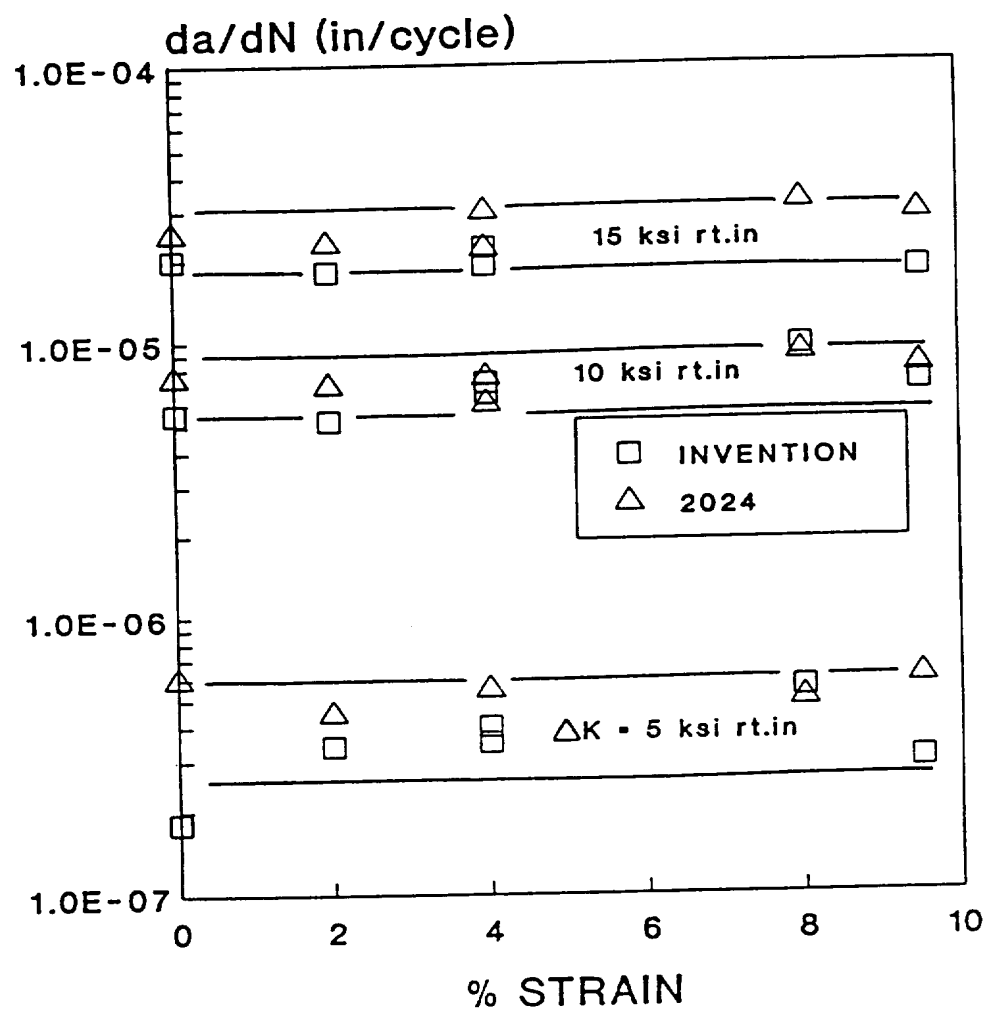 da/dN (in/cycle)
1.0E-04
15 ksi rt.in
1.0E-05
10 ksi rt.in
INVENTION
2024
1.0E-06
△K - 5 ksi rt.in
1.0E-07
0 2 4 6 8 10
% STRAIN